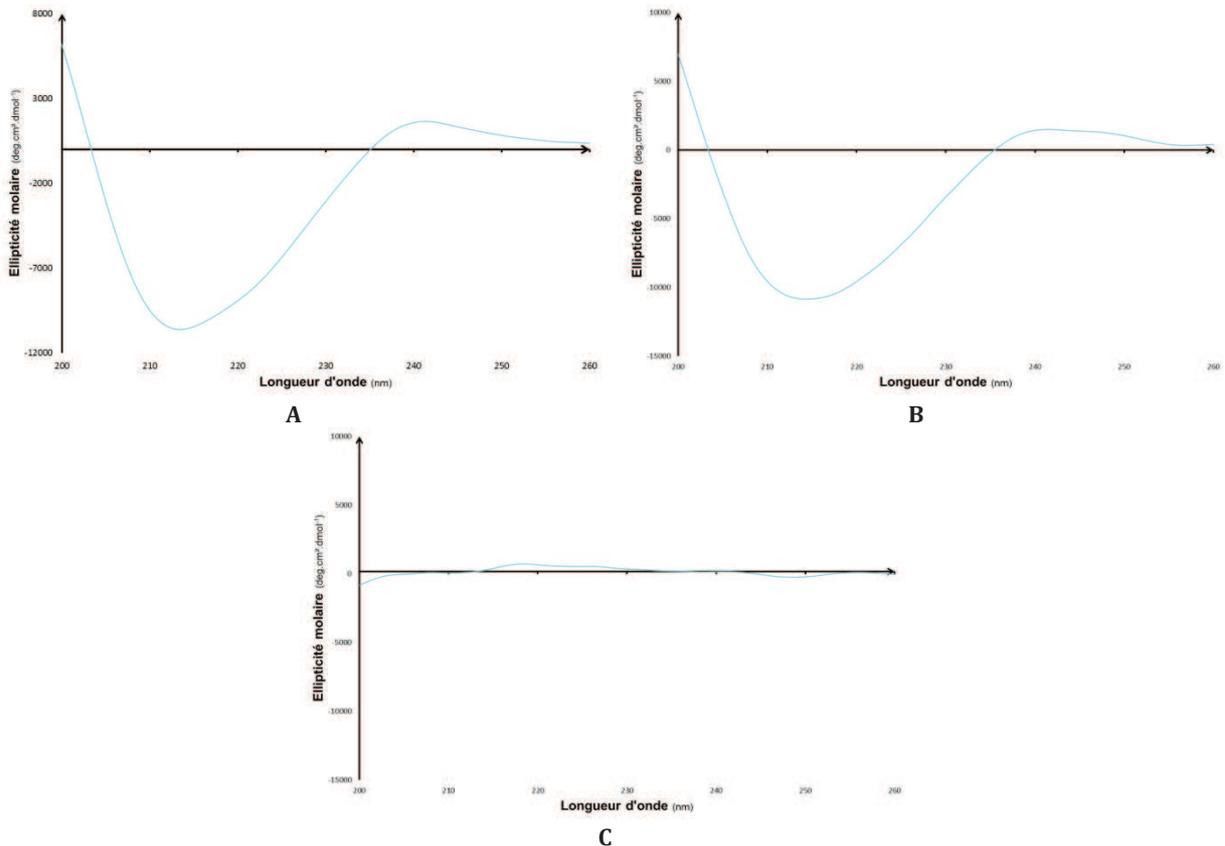 8000
3000
-2000
-7000
-12000
Ellipticité molaire (deg.cm².dmol⁻¹)
200 210 220 230 240 250 260
Longueur d'onde (nm)
A
10000
5000
0
-5000
-10000
-15000
Ellipticité molaire (deg.cm².dmol⁻¹)
200 210 220 230 240 250 260
Longueur d'onde (nm)
B
10000
5000
0
-5000
-10000
-15000
Ellipticité molaire (deg.cm².dmol⁻¹)
200 210 220 230 240 250 260
Longueur d'onde (nm)
C